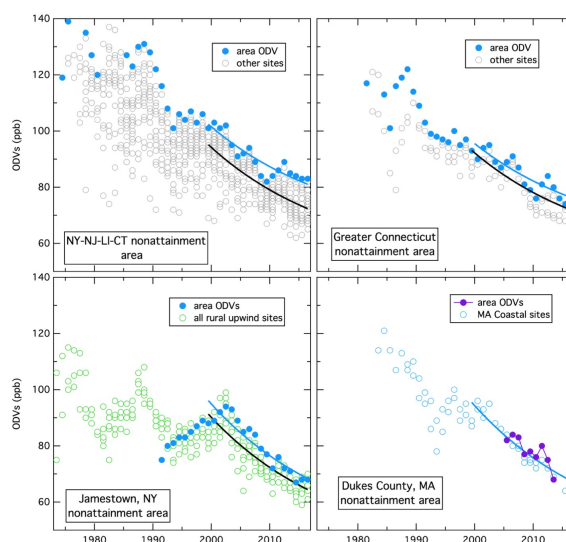 140
120
100
80
60
ODVs (ppb)
area ODV
other sites
NY-NJ-LI-CT nonattainment
area
area ODV
other sites
Greater Connecticut
nonattainment area
140
120
100
80
60
ODVs (ppb)
area ODVs
all rural upwind sites
Jamestown, NY
nonattainment area
area ODVs
MA Coastal sites
Dukes County, MA
nonattainment area
1980
1990
2000
2010
1980
1990
2000
2010